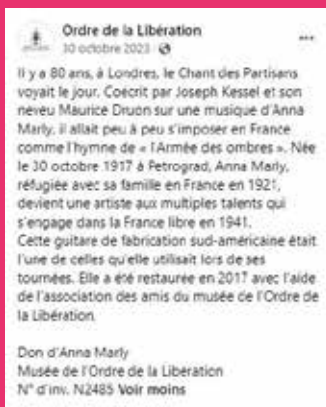 Ordre de la Libération
30 octobre 2023
Il y a 80 ans, à Londres, le Chant des Partisans
voyait le jour. Coécrit par Joseph Kessel et son
neveu Maurice Druon sur une musique d'Anna
Marly, il allait peu à peu s'imposer en France
comme l'hymne de « l'Armée des ombres ». Née
le 30 octobre 1917 à Petrograd, Anna Marly,
réfugiée avec sa famille en France en 1921,
devient une artiste aux multiples talents qui
s'engage dans la France libre en 1941.
Cette guitare de fabrication sud-américaine était
l'une de celles qu'elle utilisait lors de ses
tournées. Elle a été restaurée en 2017 avec l'aide
de l'association des amis du musée de l'Ordre de
la Libération
Don d'Anna Marly
Musée de l'Ordre de la Liberation
N° d'inv. N2485 Voir moins